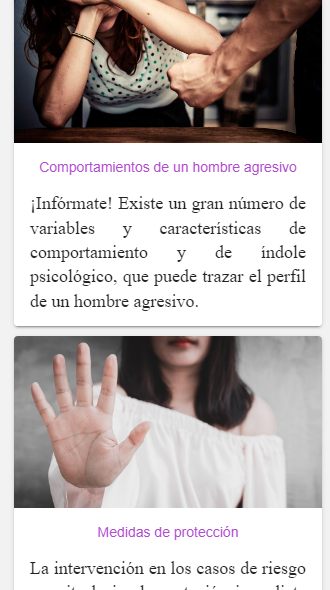 Comportamientos de un hombre agresivo
¡Infórmate! Existe un gran número de
variables y características de
comportamiento y de índole
psicológico, que puede trazar el perfil
de un hombre agresivo.
Medidas de protección
La intervención en los casos de riesgo